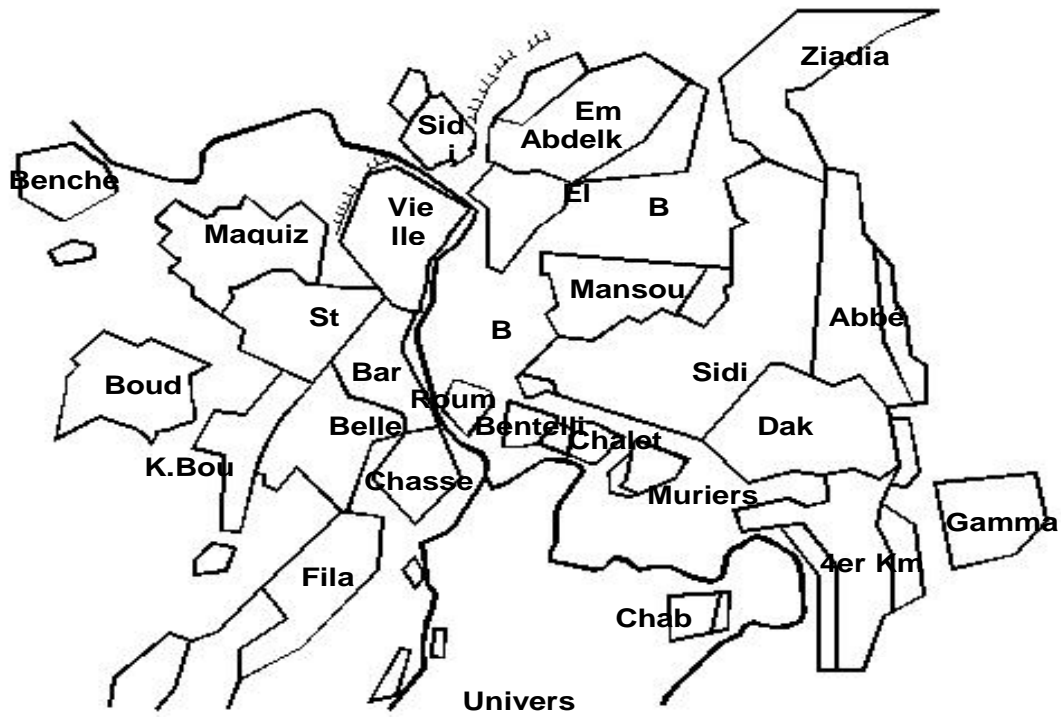 Ziadia
Em
Abdelk
Sid
i
Benche
El
B
Vie
lle
Maquiz
Mansou
St
B
Abbé
Bar
Sidi
Boud
Roum
Belle
Bentelli
Chalet
Dak
K.Bou
Chasse
Muriers
Gamma
Fila
4er Km
Chab
Univers